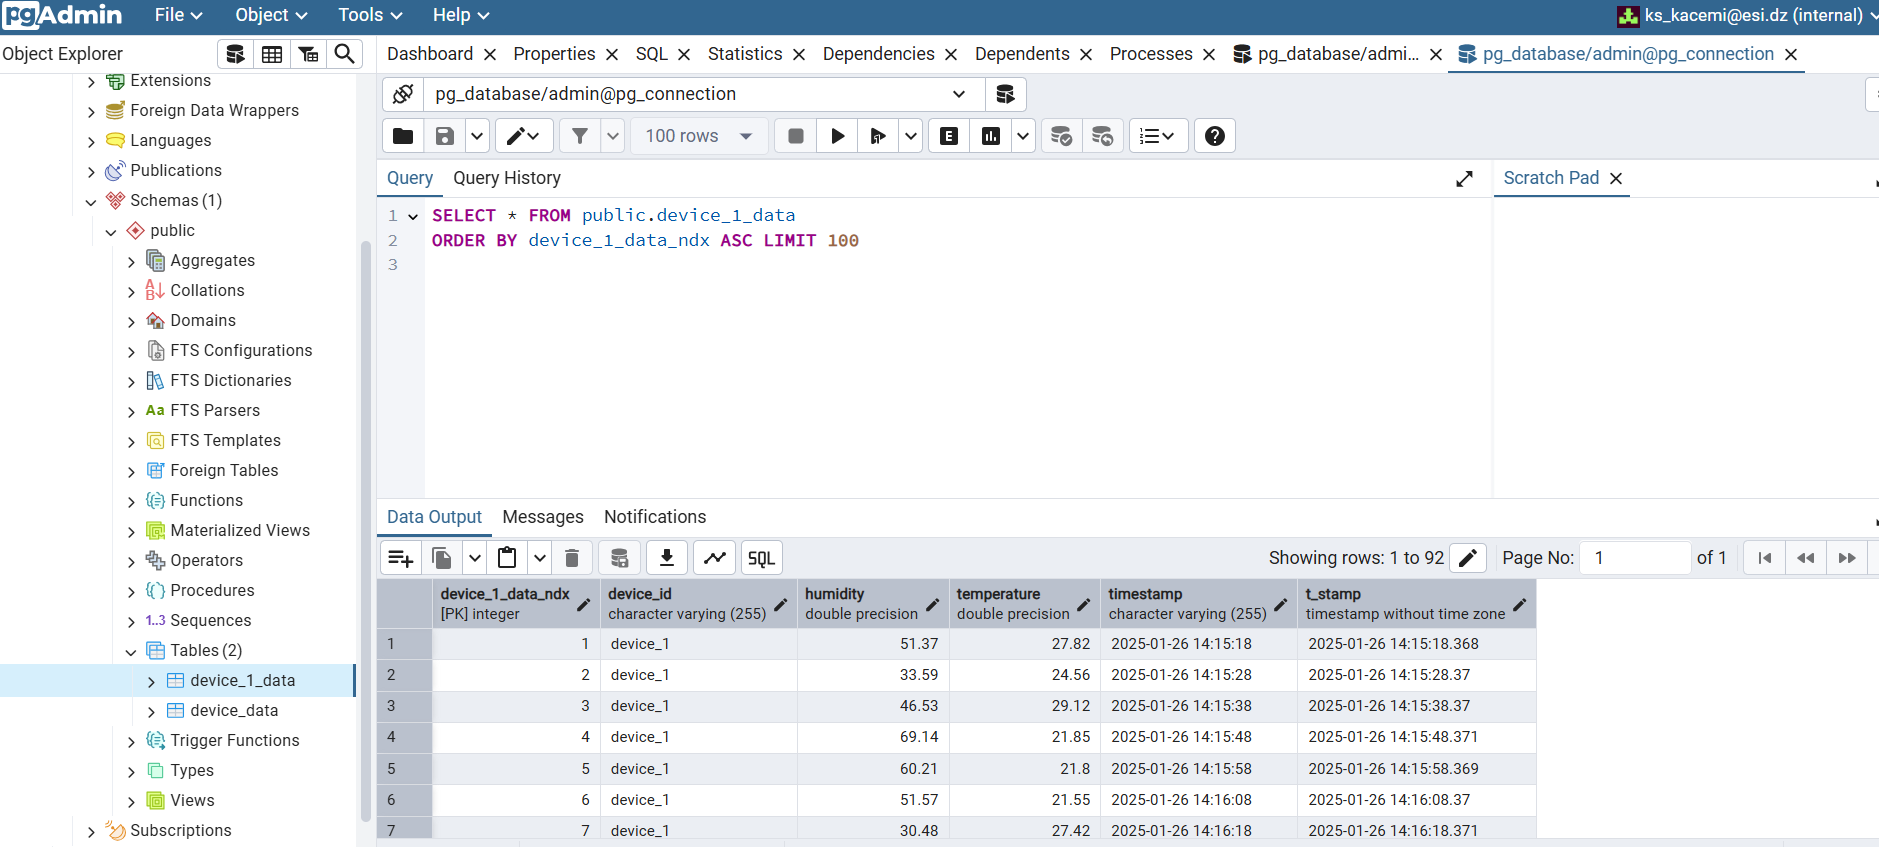 pgAdmin File Object Tools Help ks_kacemi@esi.dz (internal)
Object Explorer
Dashboard Properties SQL Statistics Dependencies Dependents Processes pg_database/admi... pg_database/admin@pg_connection
Extensions
Foreign Data Wrappers
Languages
Publications
Schemas (1)
public
Aggregates
Collations
Domains
FTS Configurations
FTS Dictionaries
Aa FTS Parsers
FTS Templates
Foreign Tables
Functions
Materialized Views
Operators
Procedures
1..3 Sequences
Tables (2)
device_1_data
device_data
Trigger Functions
Types
Views
Subscriptions
pg_database/admin@pg_connection
100 rows E
Query Query History
Scratch Pad
1 SELECT * FROM public.device_1_data
2 ORDER BY device_1_data_ndx ASC LIMIT 100
3
Data Output Messages Notifications
SQL Showing rows: 1 to 92 Page No: 1 of 1
device_1_data_ndx device_id humidity temperature timestamp t_stamp
[PK] integer character varying (255) double precision double precision character varying (255) timestamp without time zone
1 1 device_1 51.37 27.82 2025-01-26 14:15:18 2025-01-26 14:15:18.368
2 2 device_1 33.59 24.56 2025-01-26 14:15:28 2025-01-26 14:15:28.37
3 3 device_1 46.53 29.12 2025-01-26 14:15:38 2025-01-26 14:15:38.37
4 4 device_1 69.14 21.85 2025-01-26 14:15:48 2025-01-26 14:15:48.371
5 5 device_1 60.21 21.8 2025-01-26 14:15:58 2025-01-26 14:15:58.369
6 6 device_1 51.57 21.55 2025-01-26 14:16:08 2025-01-26 14:16:08.37
7 7 device_1 30.48 27.42 2025-01-26 14:16:18 2025-01-26 14:16:18.371